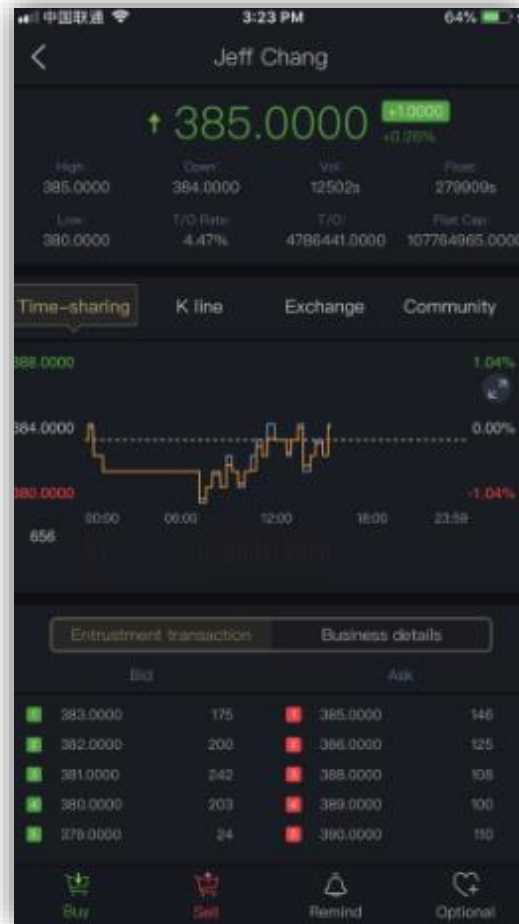 中国联通 3:23 PM 64%
Jeff Chang
385.0000 +1.0000
+0.26%
High: Open: Vol: Float:
385.0000 384.0000 12502s 279909s
Low: T/O Rate: T/O: Flat Cap:
380.0000 4.47% 4786441.0000 107764965.0000
Time-sharing K line Exchange Community
388.0000 1.04%
384.0000 0.00%
380.0000 -1.04%
00:00 06:00 12:00 18:00 23:59
656
Entrustment transaction Business details
Bid Ask
1 383.0000 175 1 385.0000 146
2 382.0000 200 2 386.0000 125
3 381.0000 242 3 388.0000 108
4 380.0000 203 4 389.0000 100
5 379.0000 24 5 390.0000 110
Buy Sell Remind Optional